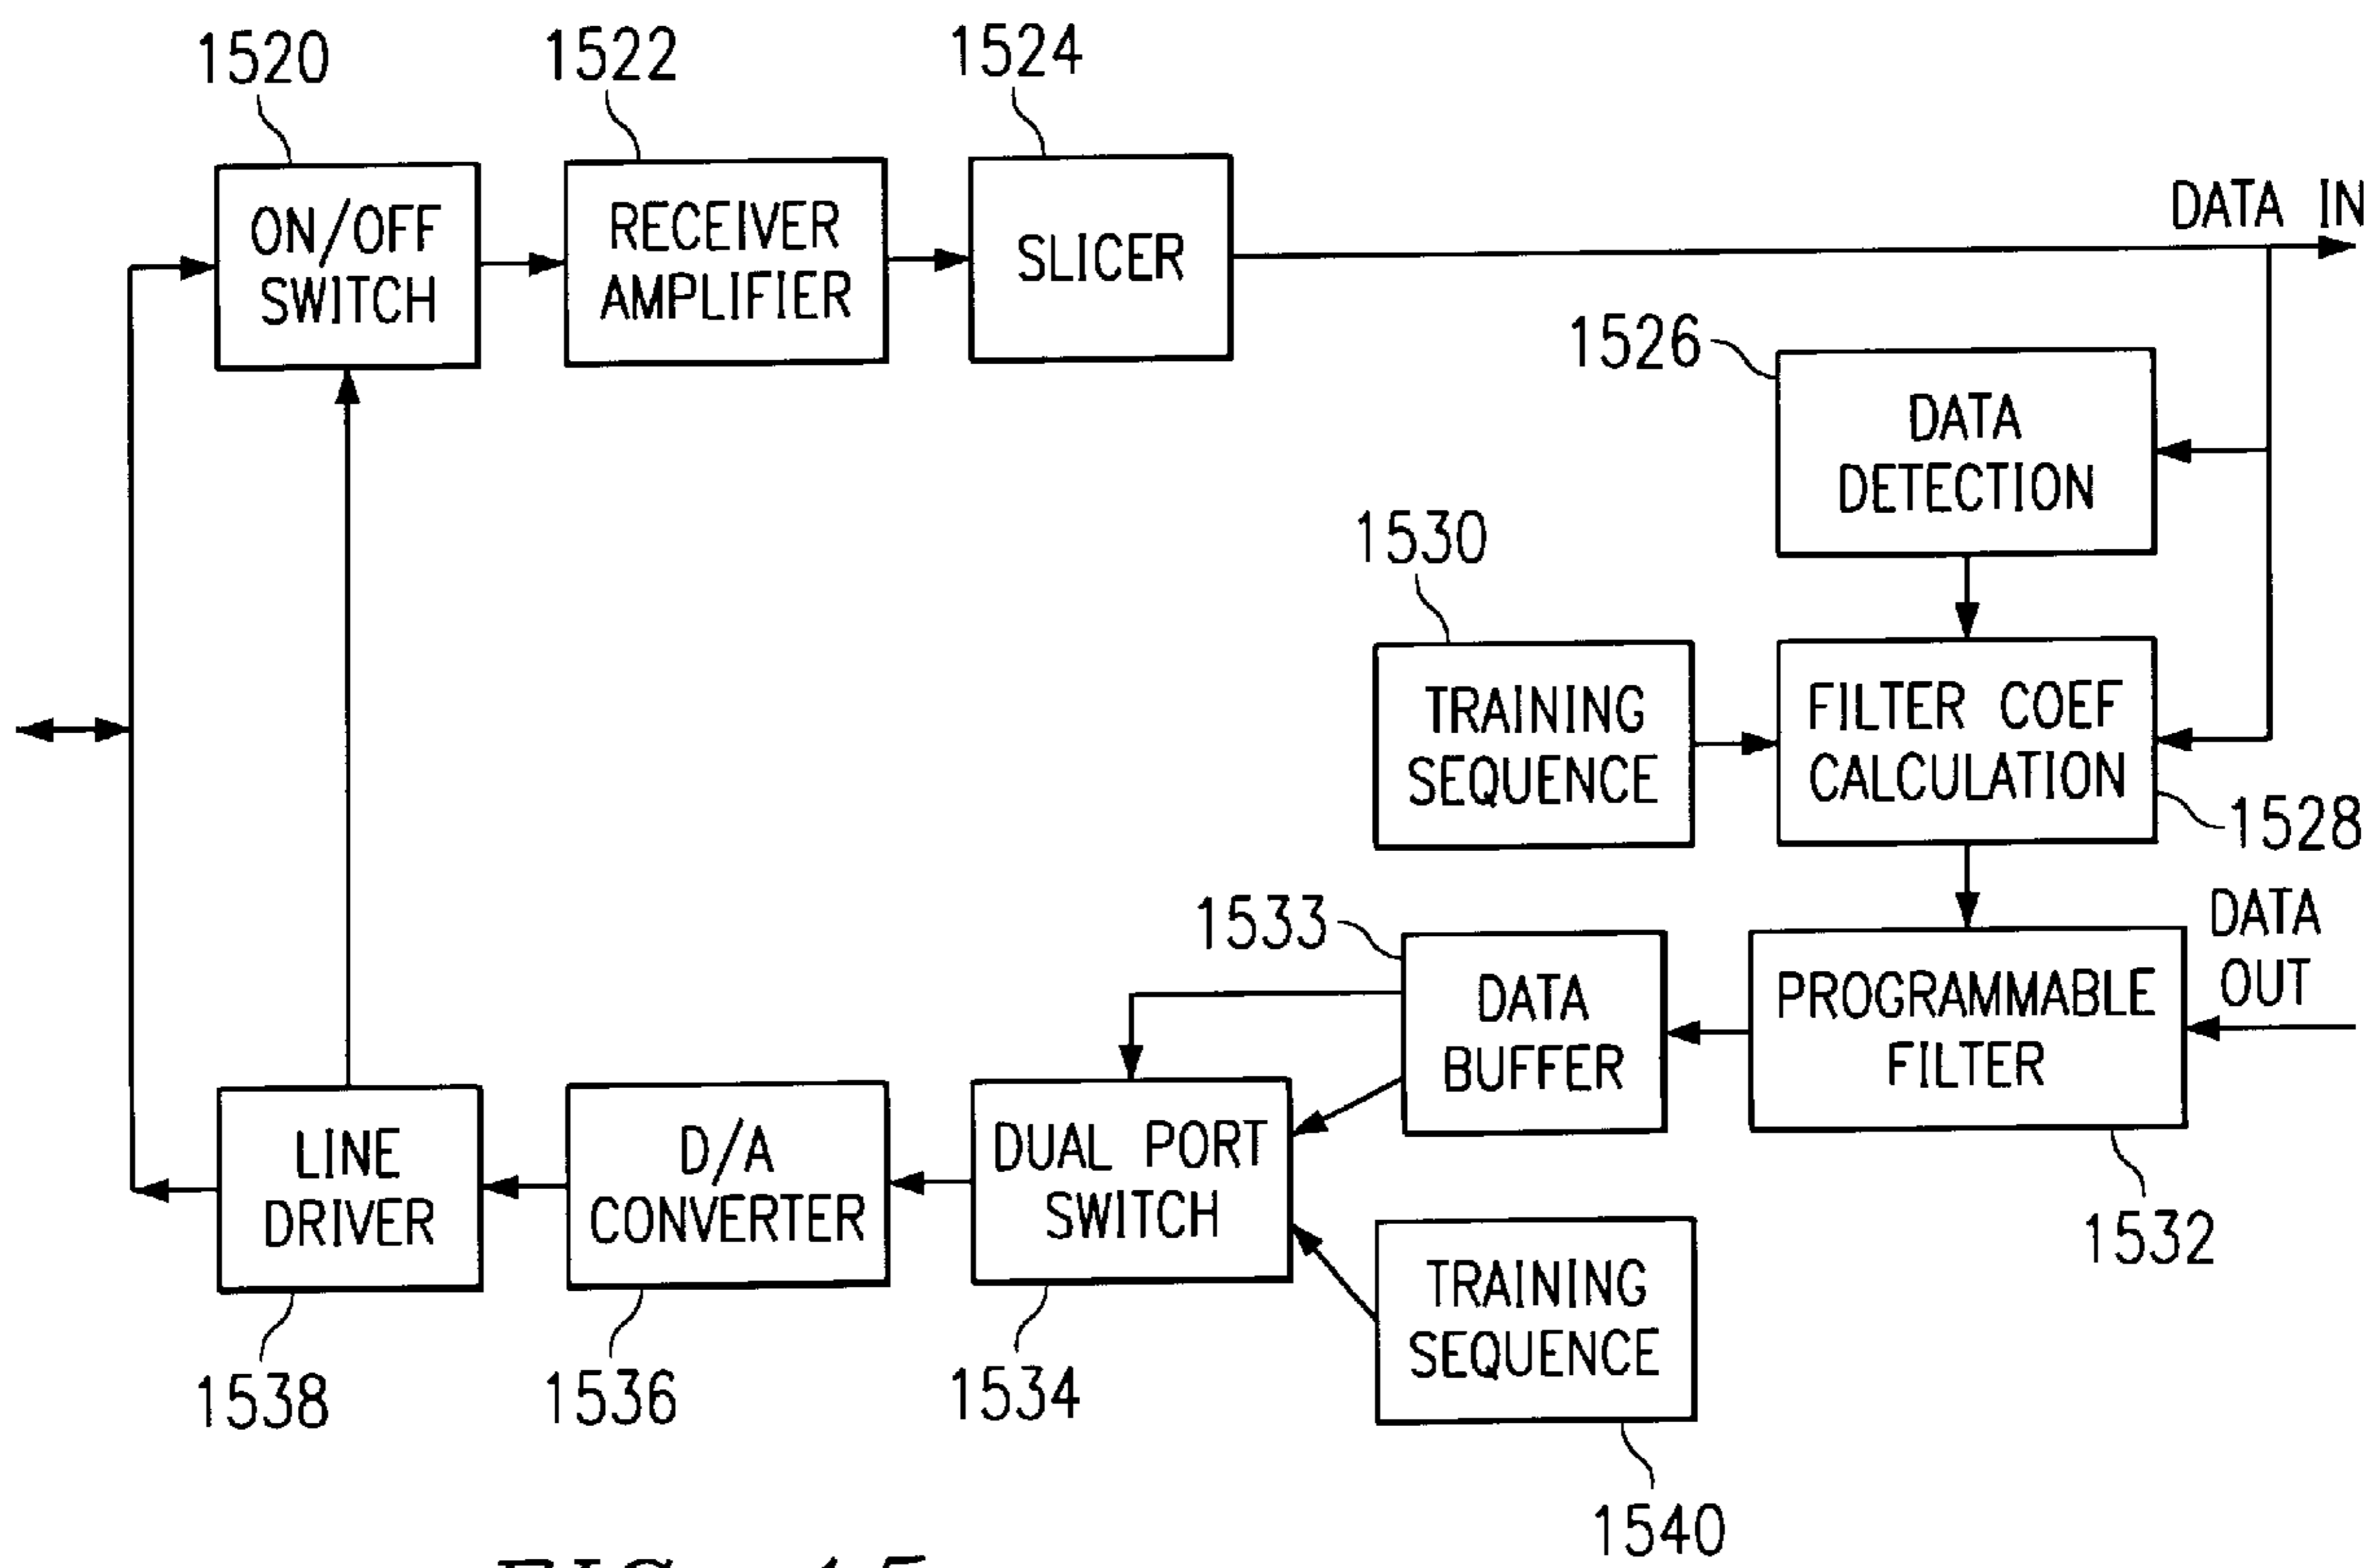 1520
1522
1524
ON/OFF
SWITCH
RECEIVER
AMPLIFIER
SLICER
DATA IN
1526
DATA
DETECTION
1530
TRAINING
SEQUENCE
FILTER COEF
CALCULATION
1528
1533
DATA
BUFFER
PROGRAMMABLE
FILTER
DATA
OUT
1532
LINE
DRIVER
D/A
CONVERTER
DUAL PORT
SWITCH
TRAINING
SEQUENCE
1538
1536
1534
1540